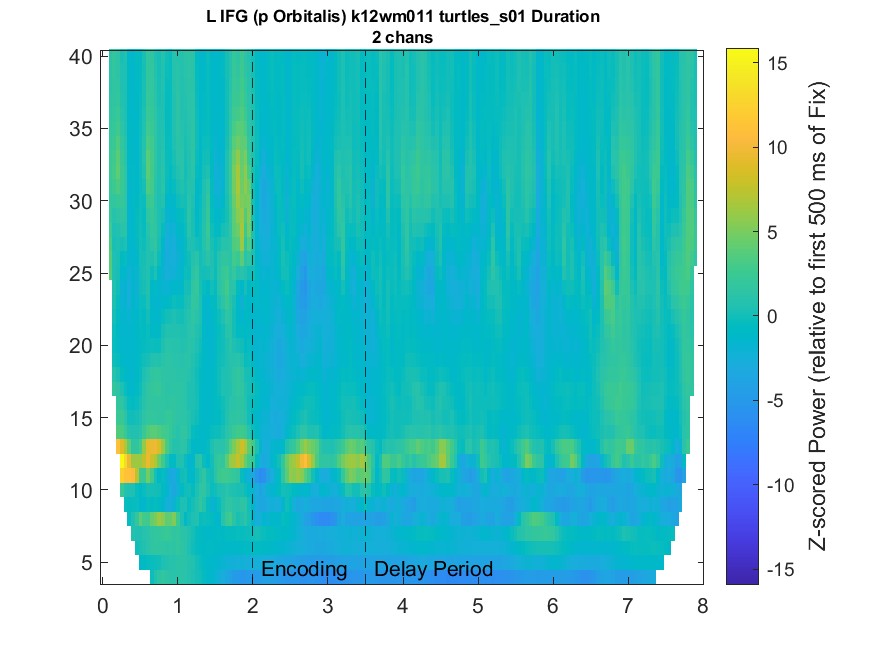 L IFG (p Orbitalis) k12wm011 turtles_s01 Duration
2 chans
40
35
30
25
20
15
10
5
Encoding
Delay Period
0 1 2 3 4 5 6 7 8
15
10
5
0
-5
-10
-15
Z-scored Power (relative to first 500 ms of Fix)